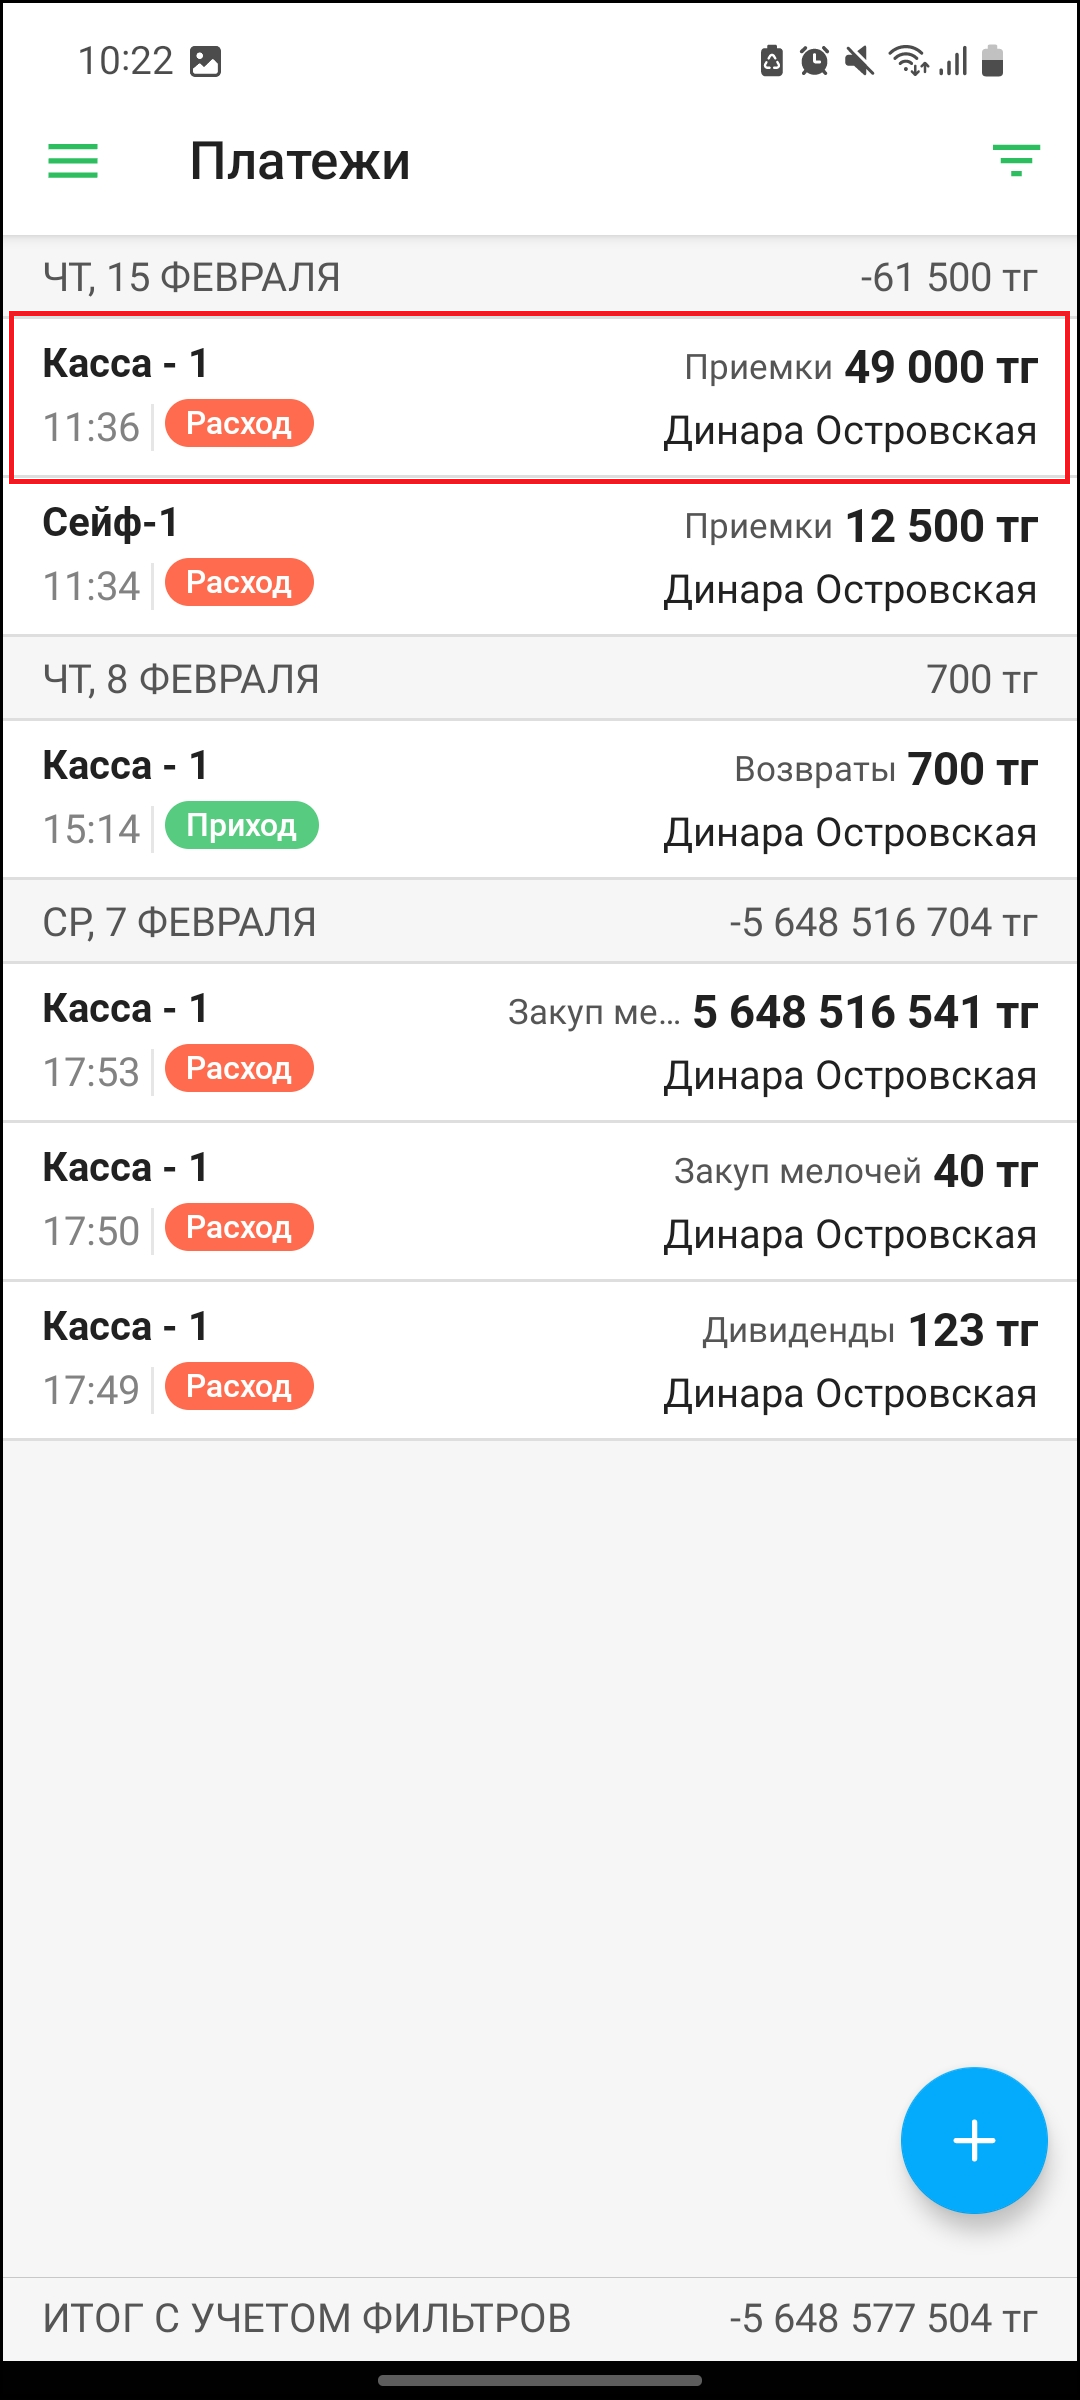 10:22
Платежи
ЧТ, 15 ФЕВРАЛЯ -61 500 тг
Касса - 1 Приемки 49 000 тг
11:36 Расход Динара Островская
Сейф-1 Приемки 12 500 тг
11:34 Расход Динара Островская
ЧТ, 8 ФЕВРАЛЯ 700 тг
Касса - 1 Возвраты 700 тг
15:14 Приход Динара Островская
СР, 7 ФЕВРАЛЯ -5 648 516 704 тг
Касса - 1 Закуп ме... 5 648 516 541 тг
17:53 Расход Динара Островская
Касса - 1 Закуп мелочей 40 тг
17:50 Расход Динара Островская
Касса - 1 Дивиденды 123 тг
17:49 Расход Динара Островская
ИТОГ С УЧЕТОМ ФИЛЬТРОВ -5 648 577 504 тг